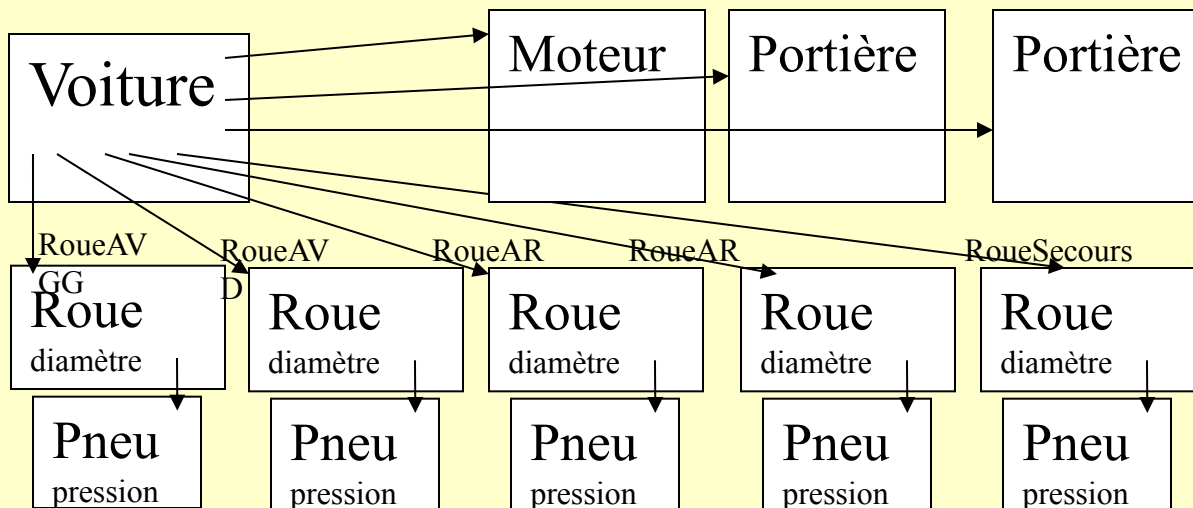 Voiture
Moteur
Portière
Portière
RoueAV
GG
RoueAV
D
RoueAR
RoueAR
RoueSecours
Roue
diamètre
Roue
diamètre
Roue
diamètre
Roue
diamètre
Roue
diamètre
Pneu
pression
Pneu
pression
Pneu
pression
Pneu
pression
Pneu
pression